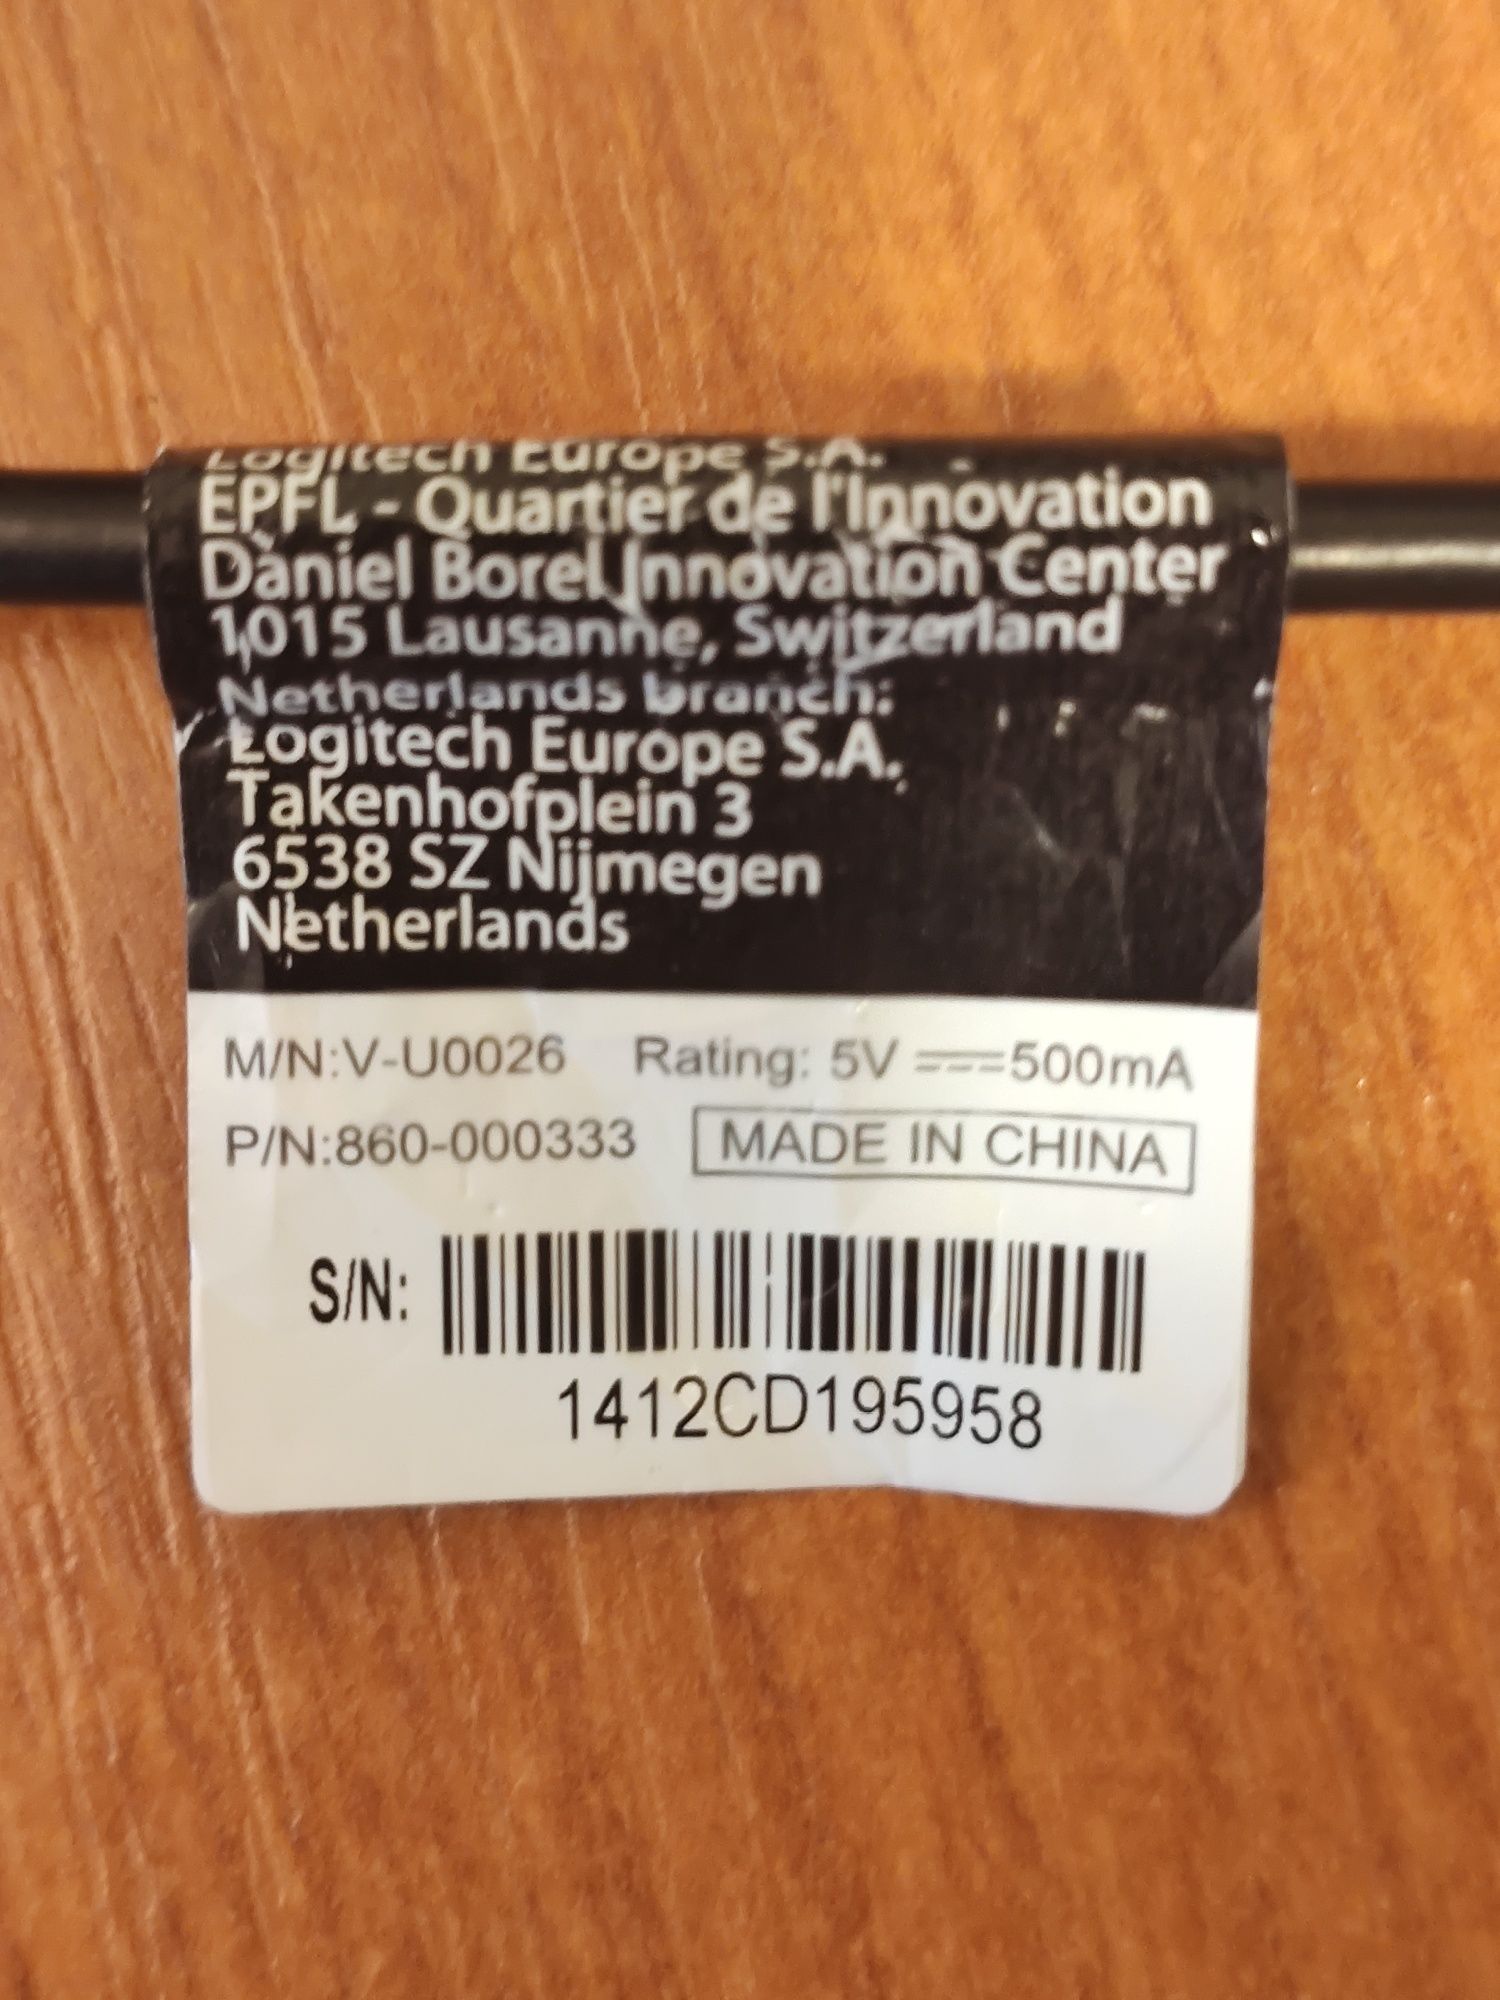 Logitech Europe S.A.
EPFL - Quartier de l'Innovation
Daniel Borel Innovation Center
1015 Lausanne, Switzerland
Netherlands branch:
Logitech Europe S.A.
Takenhofplein 3
6538 SZ Nijmegen
Netherlands
M/N:V-U0026 Rating: 5V ⎓500mA
P/N:860-000333 MADE IN CHINA
S/N:
1412CD195958